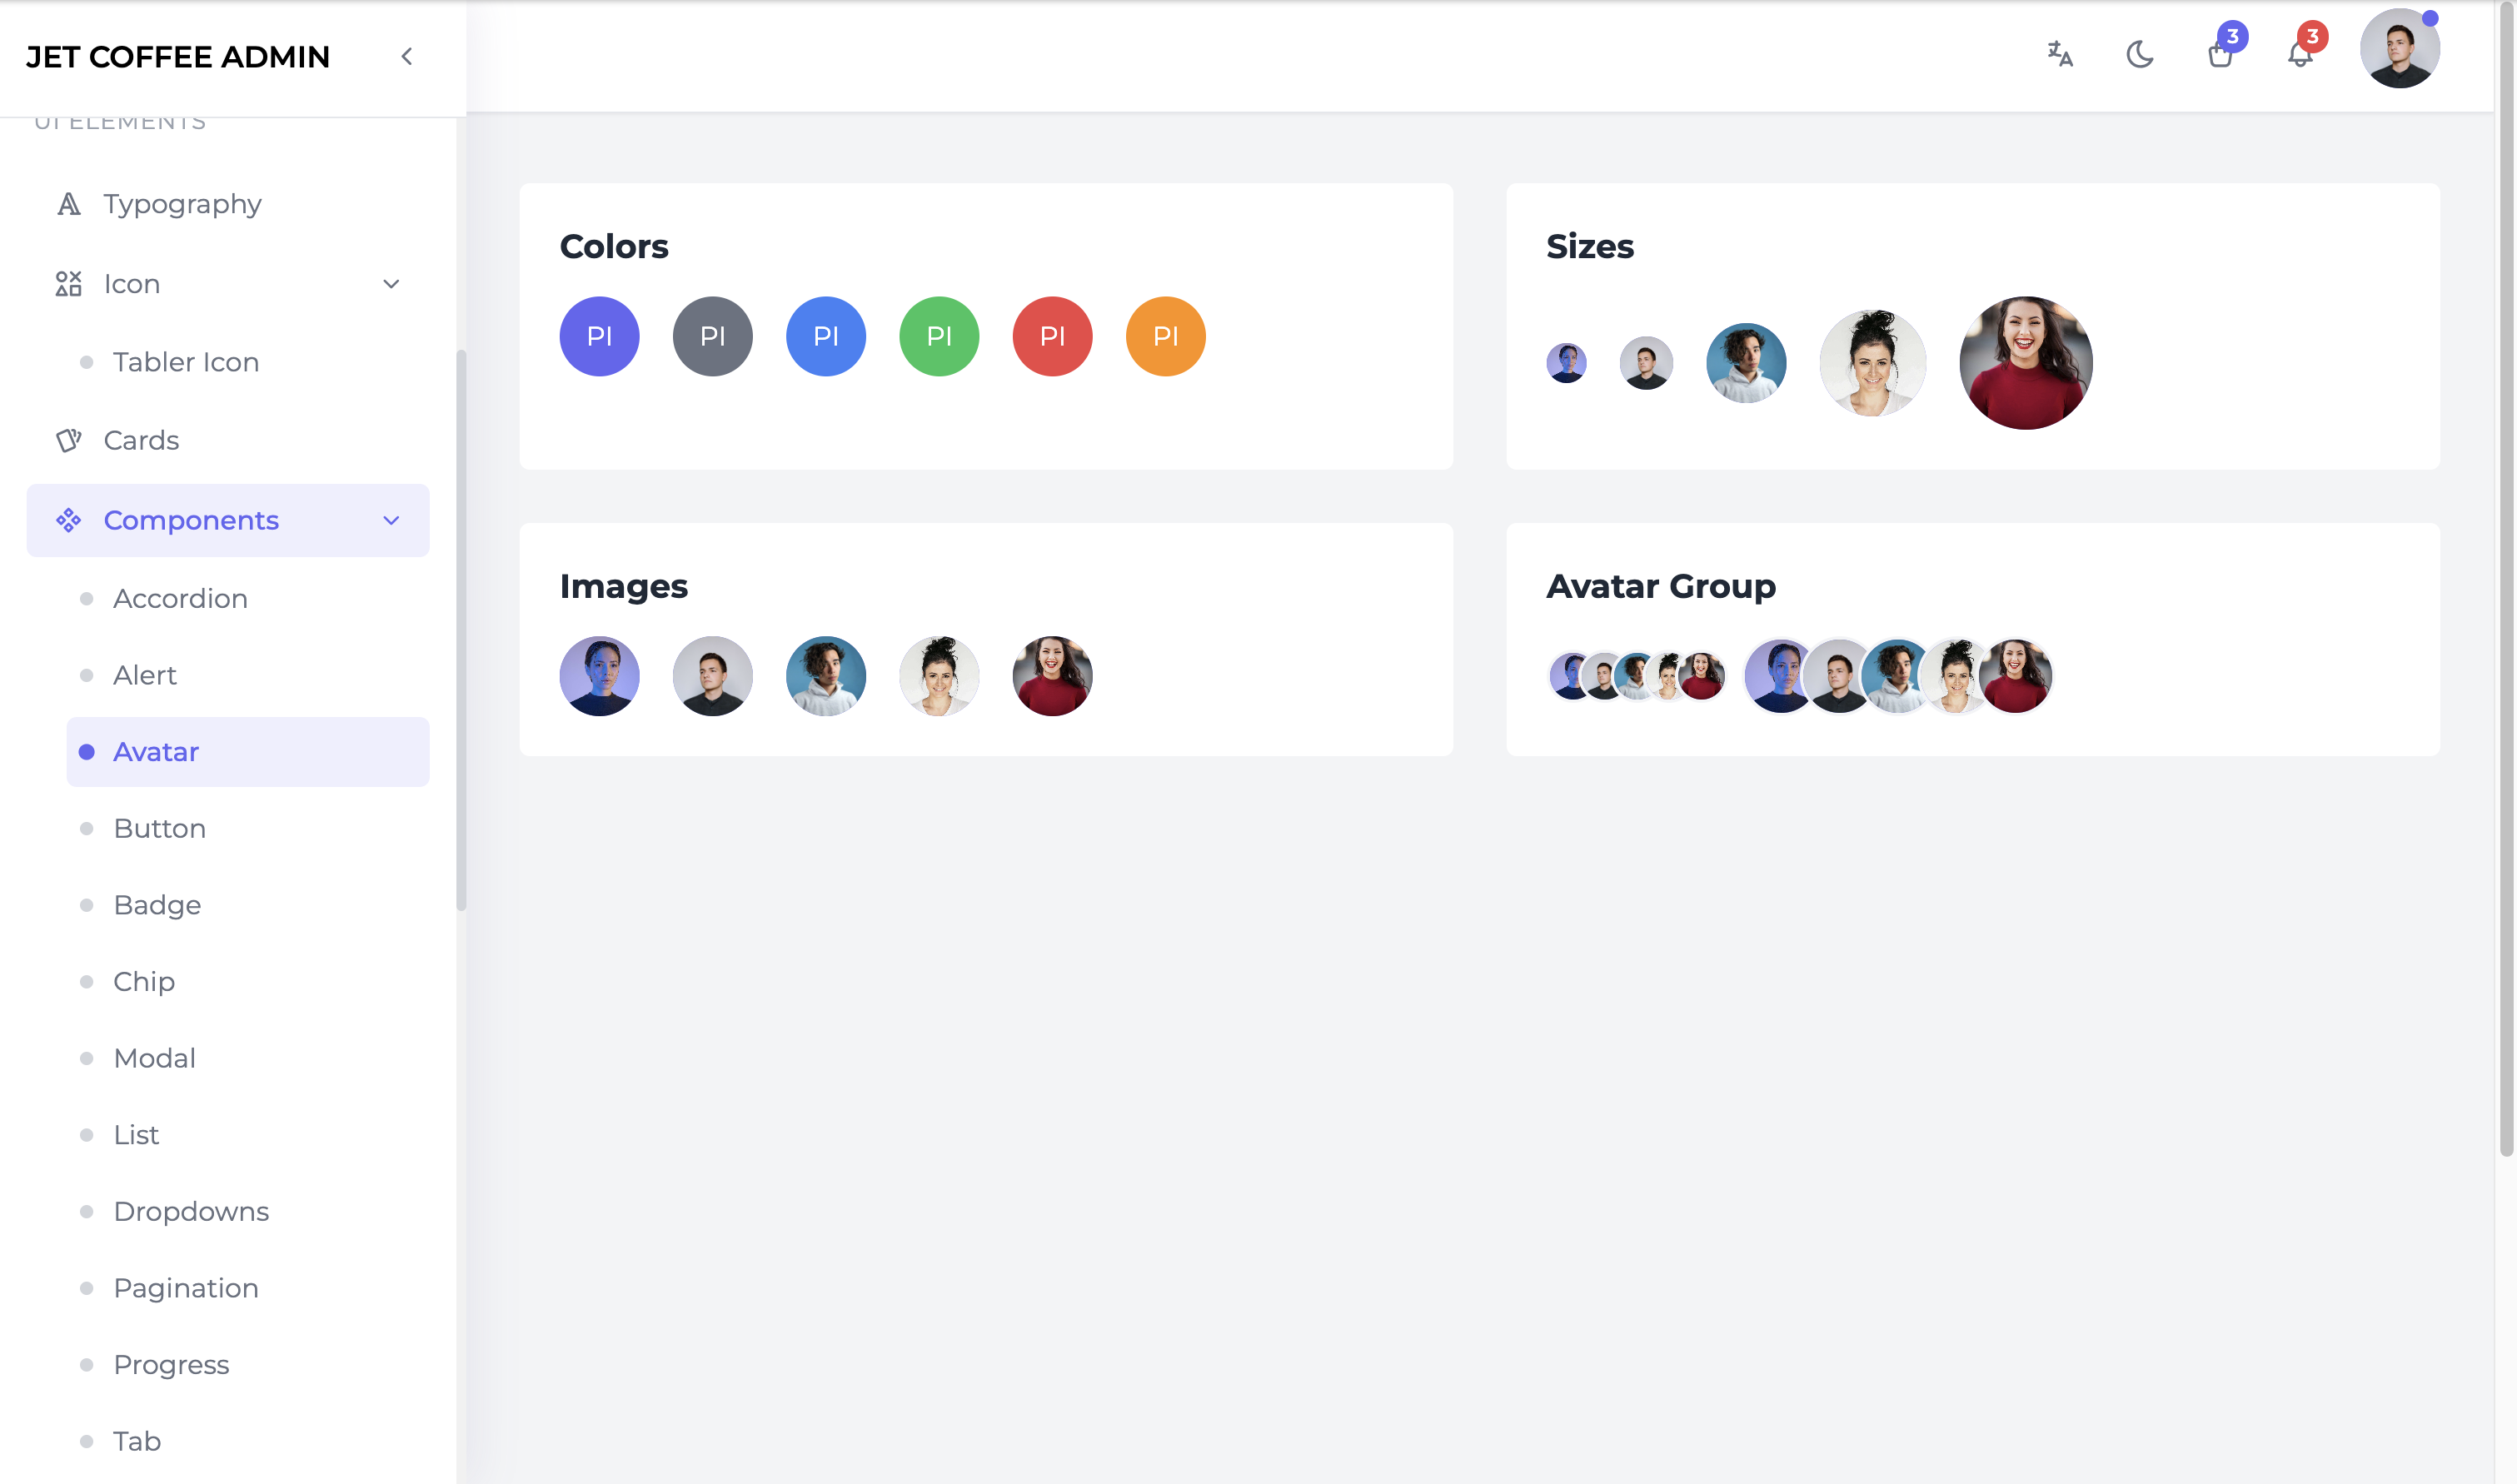 JET COFFEE ADMIN
3
3
UI ELEMENTS
Typography
Icon
Tabler Icon
Cards
Components
Accordion
Alert
Avatar
Button
Badge
Chip
Modal
List
Dropdowns
Pagination
Progress
Tab
Colors
PI PI PI PI PI PI
Sizes
Images
Avatar Group